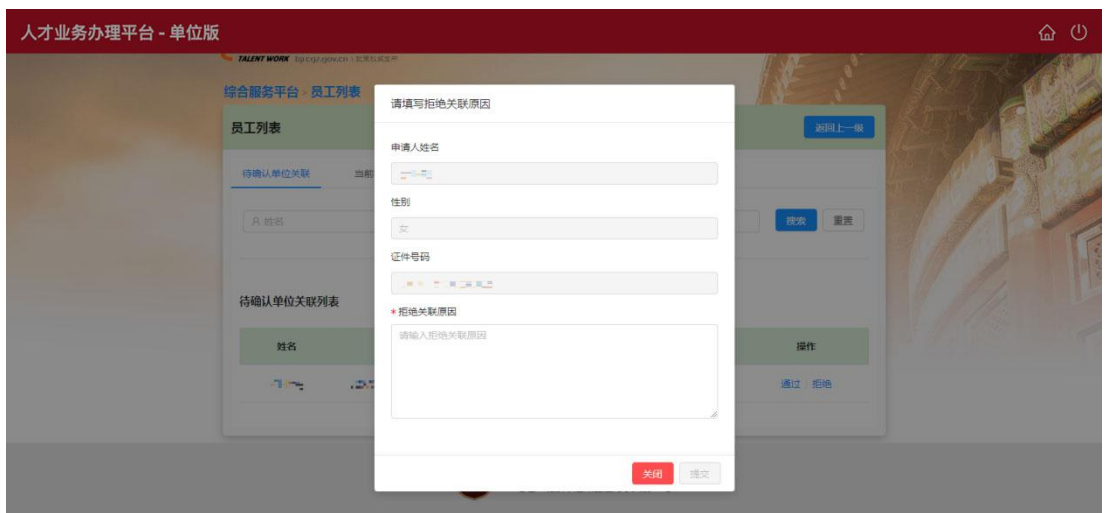 人才业务办理平台 - 单位版
TALENT WORK
综合服务平台 > 员工列表
请填写拒绝关联原因
员工列表
返回上一级
申请人姓名
待确认单位关联
当前
性别
姓名
女
搜索
重置
证件号码
待确认单位关联列表
* 拒绝关联原因
请输入拒绝关联原因
姓名
操作
通过
拒绝
关闭
提交